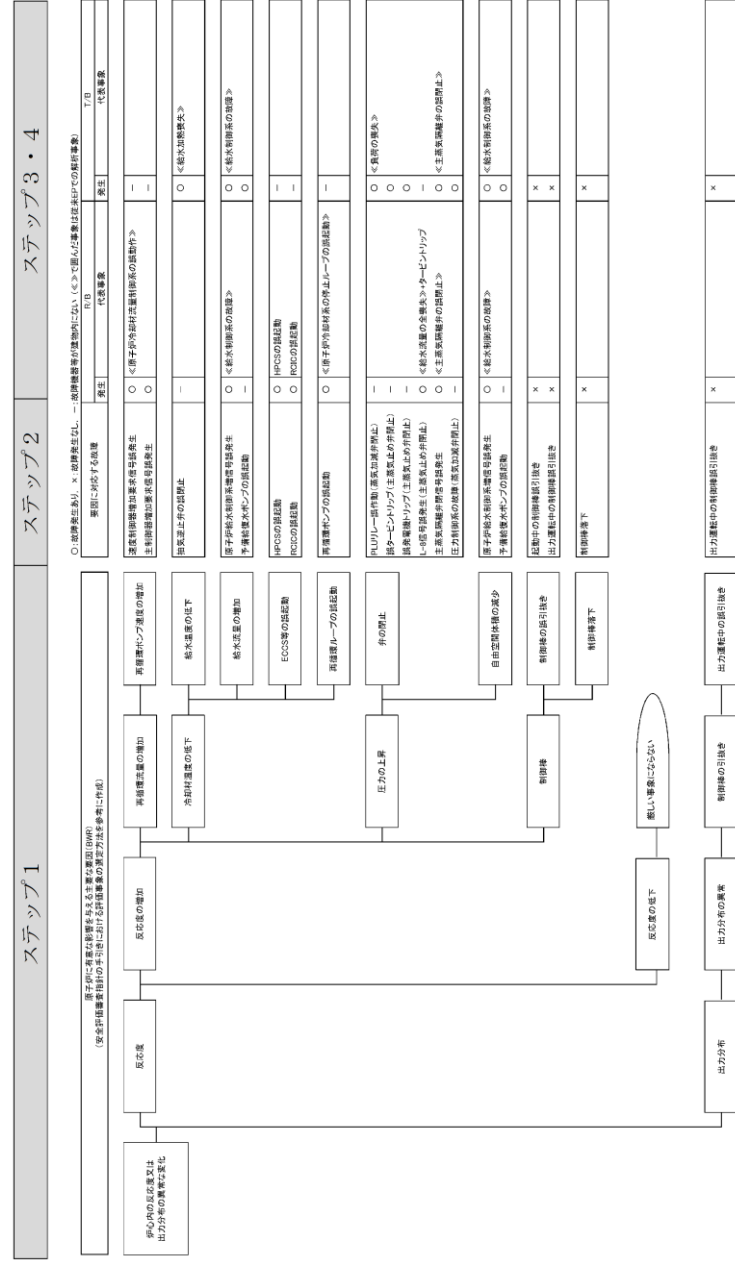 ステップ1
ステップ2
ステップ3・4
原子炉に有意な影響を与える主要な要因(BWR)
(安全評価審査指針の手引きにおける評価事象の選定方法を参考に作成)
○:故障発生あり、×:故障発生なし、－:故障機器等が建物内にない(≪≫で囲んだ事象は従来EPでの解析事象)
要因に対応する故障
R/B
T/B
発生
代表事象
発生
代表事象
炉心内の反応度又は
出力分布の異常な変化
反応度
反応度の増加
再循環流量の増加
再循環ポンプ速度の増加
速度制御器増加要求信号誤発生
○
≪原子炉冷却材流量制御系の誤動作≫
－
主制御器増加要求信号誤発生
○
－
冷却材温度の低下
給水温度の低下
抽気逆止弁の誤閉止
－
○
≪給水加熱喪失≫
給水流量の増加
原子炉給水制御系増信号誤発生
○
≪給水制御系の故障≫
○
≪給水制御系の故障≫
予備給復水ポンプの誤起動
－
○
ECCS等の誤起動
HPCSの誤起動
○
HPCSの誤起動
－
RCICの誤起動
○
RCICの誤起動
－
再循環ループの誤起動
再循環ポンプの誤起動
○
≪原子炉冷却材系の停止ループの誤起動≫
－
圧力の上昇
弁の閉止
PLUリレー誤作動(蒸気加減弁閉止)
－
○
≪負荷の喪失≫
誤タービントリップ(主蒸気止め弁閉止)
－
○
誤発電機トリップ(主蒸気止め弁閉止)
－
○
L-8信号誤発生(主蒸気止め弁閉止)
○
≪給水流量の全喪失≫+タービントリップ
－
主蒸気隔離弁閉信号誤発生
○
≪主蒸気隔離弁の誤閉止≫
○
≪主蒸気隔離弁の誤閉止≫
圧力制御系の故障(蒸気加減弁閉止)
－
○
自由空間体積の減少
原子炉給水制御系増信号誤発生
○
≪給水制御系の故障≫
○
≪給水制御系の故障≫
予備給復水ポンプの誤起動
－
○
制御棒
制御棒の誤引抜き
起動中の制御棒誤引抜き
×
×
出力運転中の制御棒誤引抜き
×
×
制御棒落下
制御棒落下
×
×
反応度の低下
厳しい事象にならない
出力分布
出力分布の異常
制御棒の引抜き
出力運転中の誤引抜き
出力運転中の制御棒誤引抜き
×
×